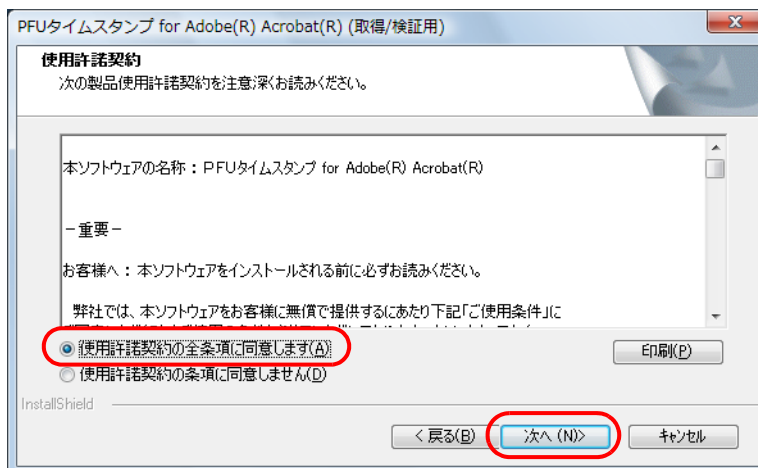 PFUタイムスタンプ for Adobe(R) Acrobat(R) (取得/検証用)
使用許諾契約
次の製品使用許諾契約を注意深くお読みください。
本ソフトウェアの名称：ＰＦＵタイムスタンプ for Adobe(R) Acrobat(R)
－重要－
お客様へ：本ソフトウェアをインストールされる前に必ずお読みください。
弊社では、本ソフトウェアをお客様に無償で提供するにあたり下記「ご使用条件」に
使用許諾契約の全条項に同意します(A)
印刷(P)
使用許諾契約の条項に同意しません(D)
InstallShield
< 戻る(B)
次へ (N)>
キャンセル